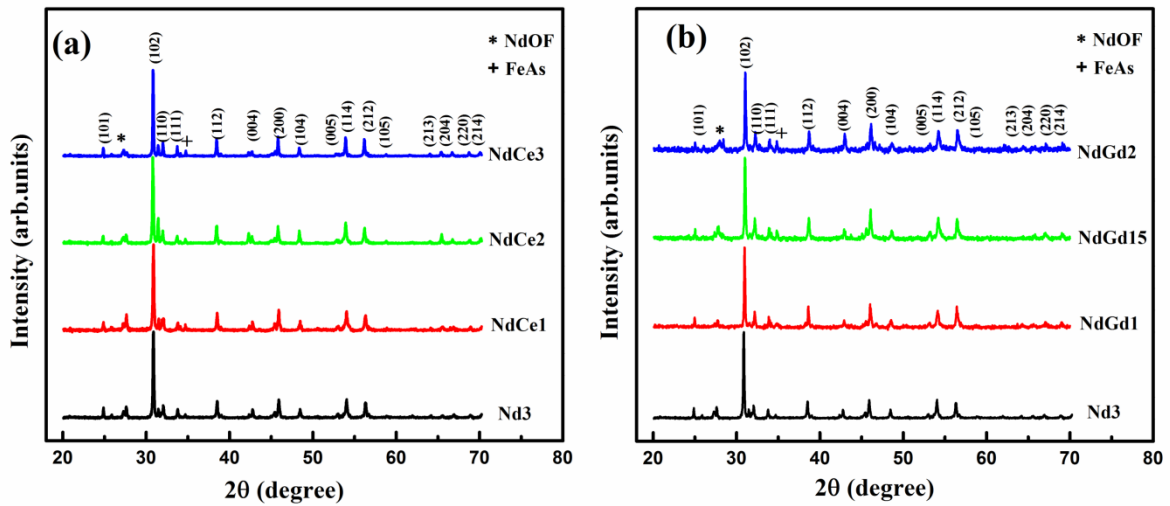 (a)
* NdOF
+ FeAs
(102)
(101)
*
(110)
(111)
+
(112)
(004)
(200)
(104)
(005)
(114)
(212)
(105)
(213)
(204)
(220)
(214)
NdCe3
NdCe2
NdCe1
Nd3
Intensity (arb.units)
20 30 40 50 60 70 80
2θ (degree)
(b)
* NdOF
+ FeAs
(102)
(101)
*
(110)
(111)
+
(112)
(004)
(200)
(104)
(005)
(114)
(212)
(105)
(213)
(204)
(220)
(214)
NdGd2
NdGd15
NdGd1
Nd3
Intensity (arb.units)
20 30 40 50 60 70 80
2θ (degree)